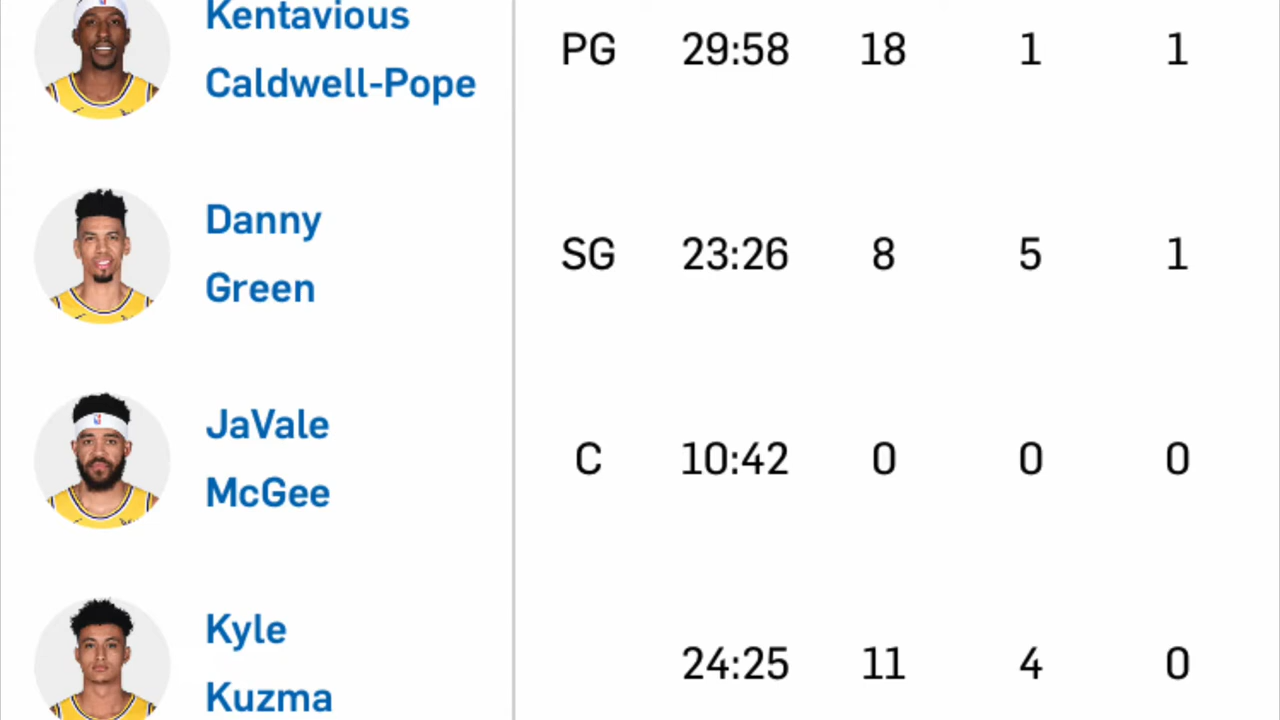 Kentavious
Caldwell-Pope PG 29:58 18 1 1
Danny
Green SG 23:26 8 5 1
JaVale
McGee C 10:42 0 0 0
Kyle
Kuzma 24:25 11 4 0